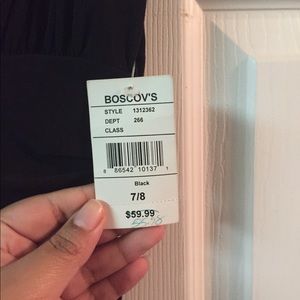 BOSCOV'S
STYLE 1312362
DEPT 266
CLASS
8 86542 10137 1
Black
7/8
$59.99